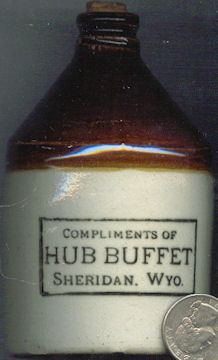 COMPLIMENTS OF
HUB BUFFET
SHERIDAN, WYO.